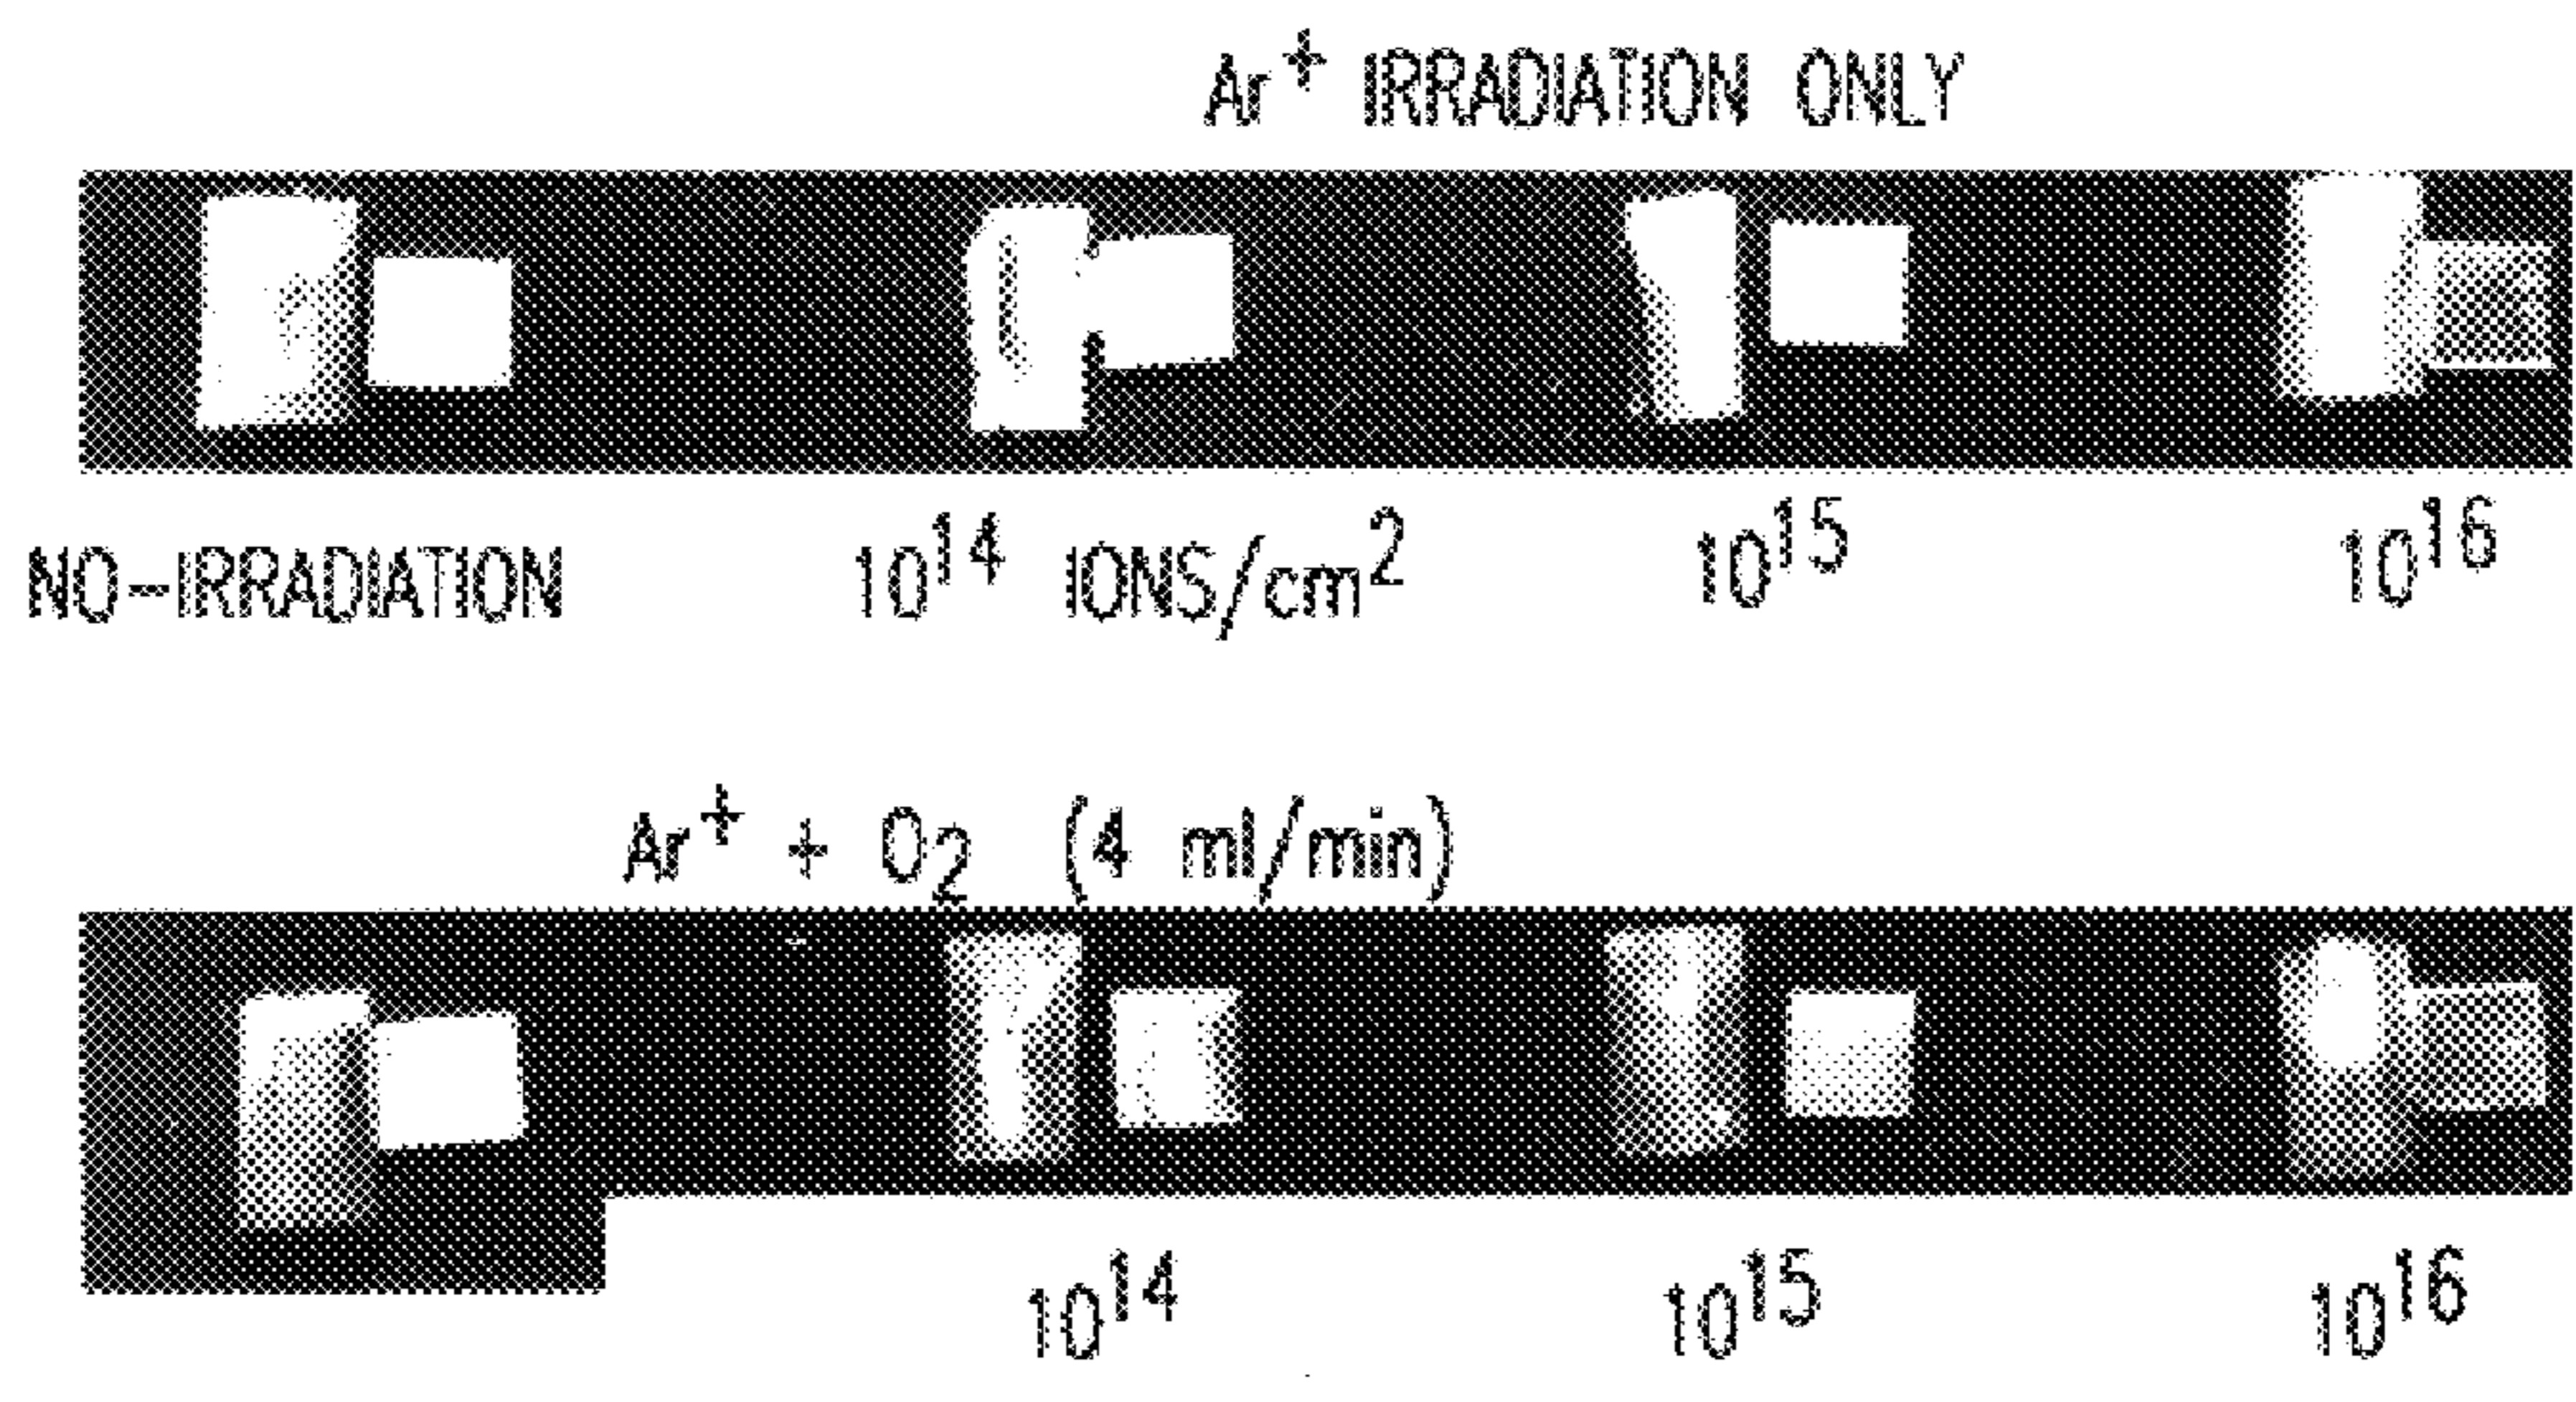 Ar⁺ IRRADIATION ONLY
NO-IRRADIATION 10¹⁴ IONS/cm² 10¹⁵ 10¹⁶
Ar⁺ + O₂ (4 ml/min)
10¹⁴ 10¹⁵ 10¹⁶